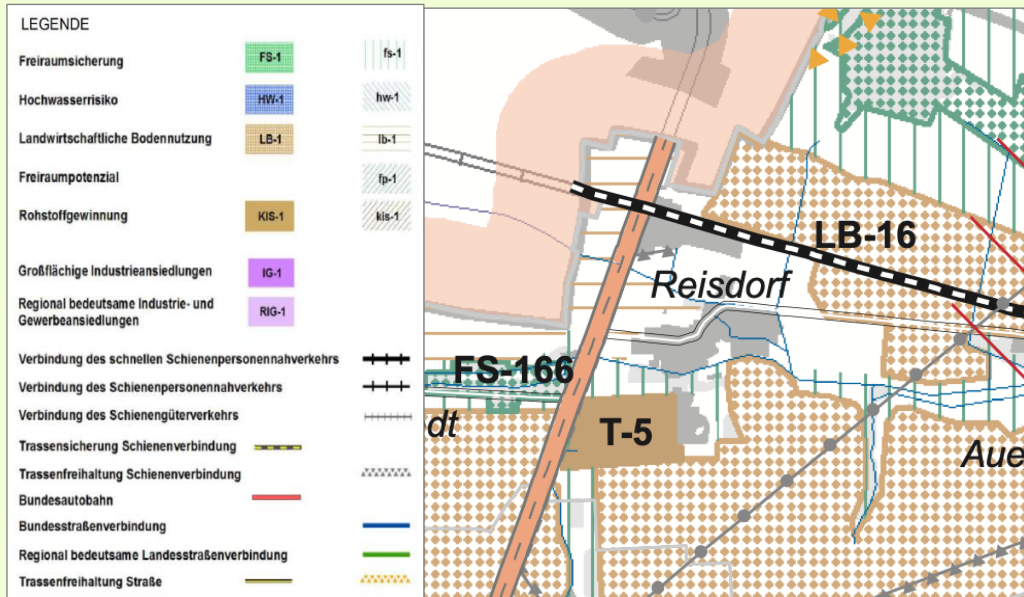 LEGENDE
Freiraumsicherung FS-1 fs-1
Hochwasserrisiko HW-1 hw-1
Landwirtschaftliche Bodennutzung LB-1 lb-1
Freiraumpotenzial fp-1
Rohstoffgewinnung KIS-1 kis-1
Großflächige Industrieansiedlungen IG-1
Regional bedeutsame Industrie- und
Gewerbeansiedlungen RIG-1
Verbindung des schnellen Schienenpersonennahverkehrs
Verbindung des Schienenpersonennahverkehrs
Verbindung des Schienengüterverkehrs
Trassensicherung Schienenverbindung
Trassenfreihaltung Schienenverbindung
Bundesautobahn
Bundesstraßenverbindung
Regional bedeutsame Landesstraßenverbindung
Trassenfreihaltung Straße
LB-16
Reisdorf
FS-166
dt
T-5
Aue